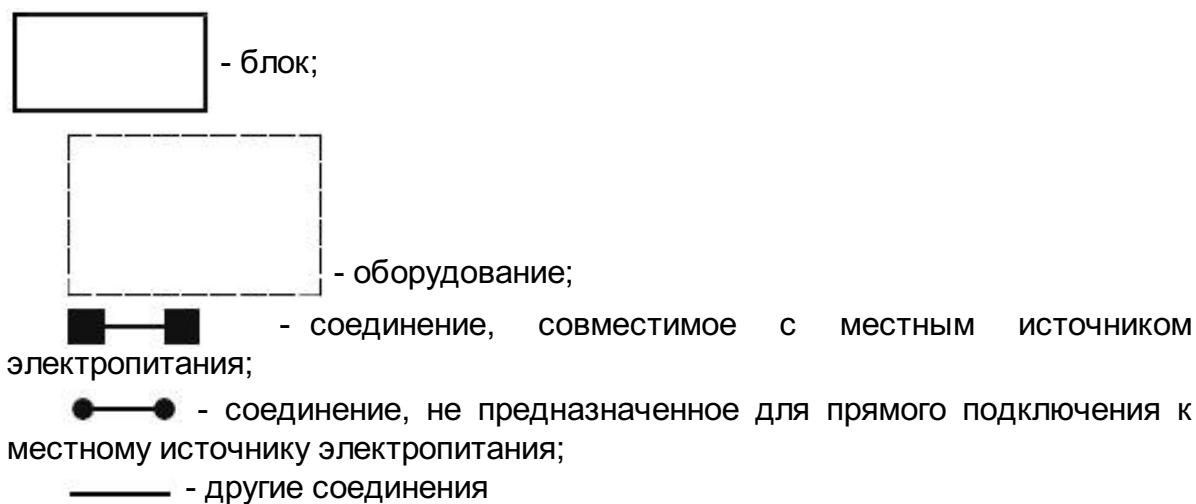 - блок;
- оборудование;
- соединение, совместимое с местным источником
электропитания;
- соединение, не предназначенное для прямого подключения к
местному источнику электропитания;
- другие соединения